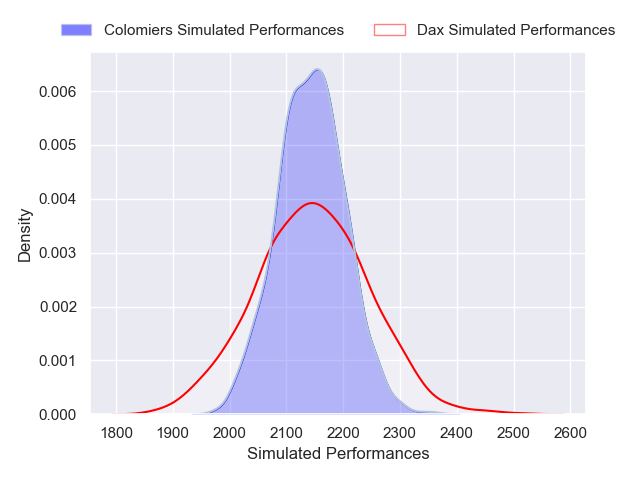 Colomiers Simulated Performances Dax Simulated Performances
0.006
0.005
0.004
0.003
0.002
0.001
0.000
Density
1800 1900 2000 2100 2200 2300 2400 2500 2600
Simulated Performances